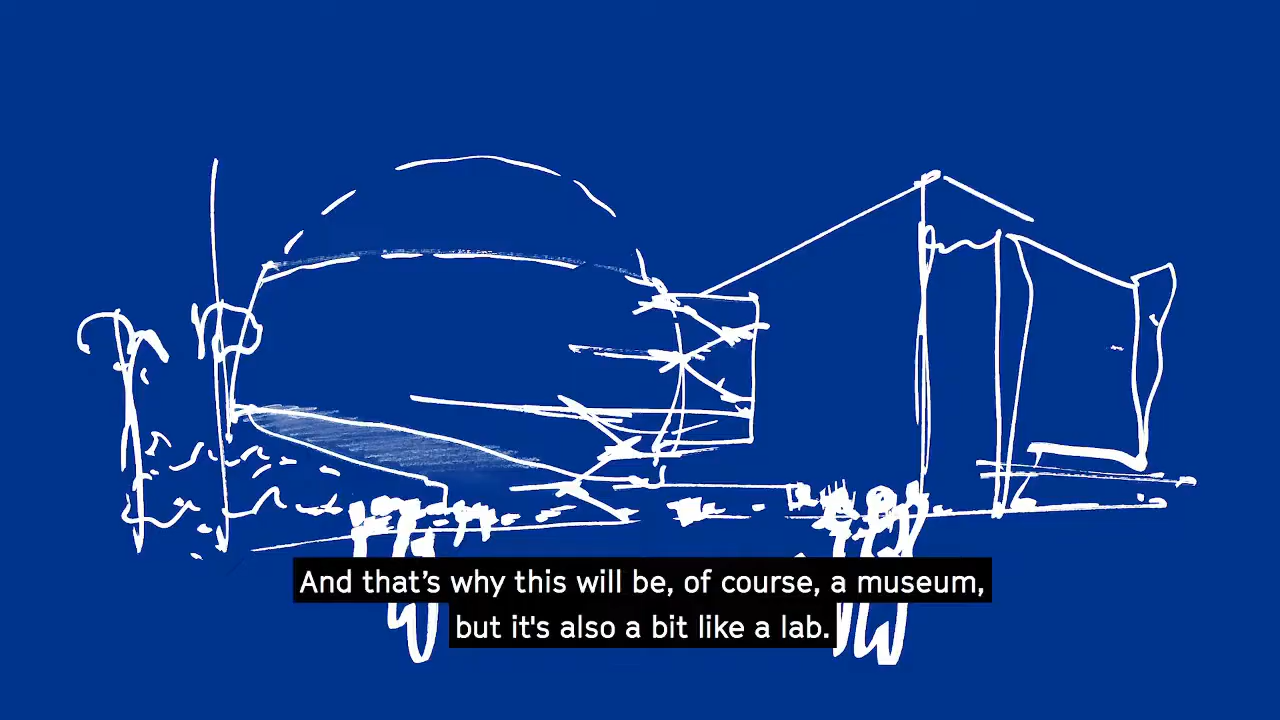 And that’s why this will be, of course, a museum,
but it's also a bit like a lab.